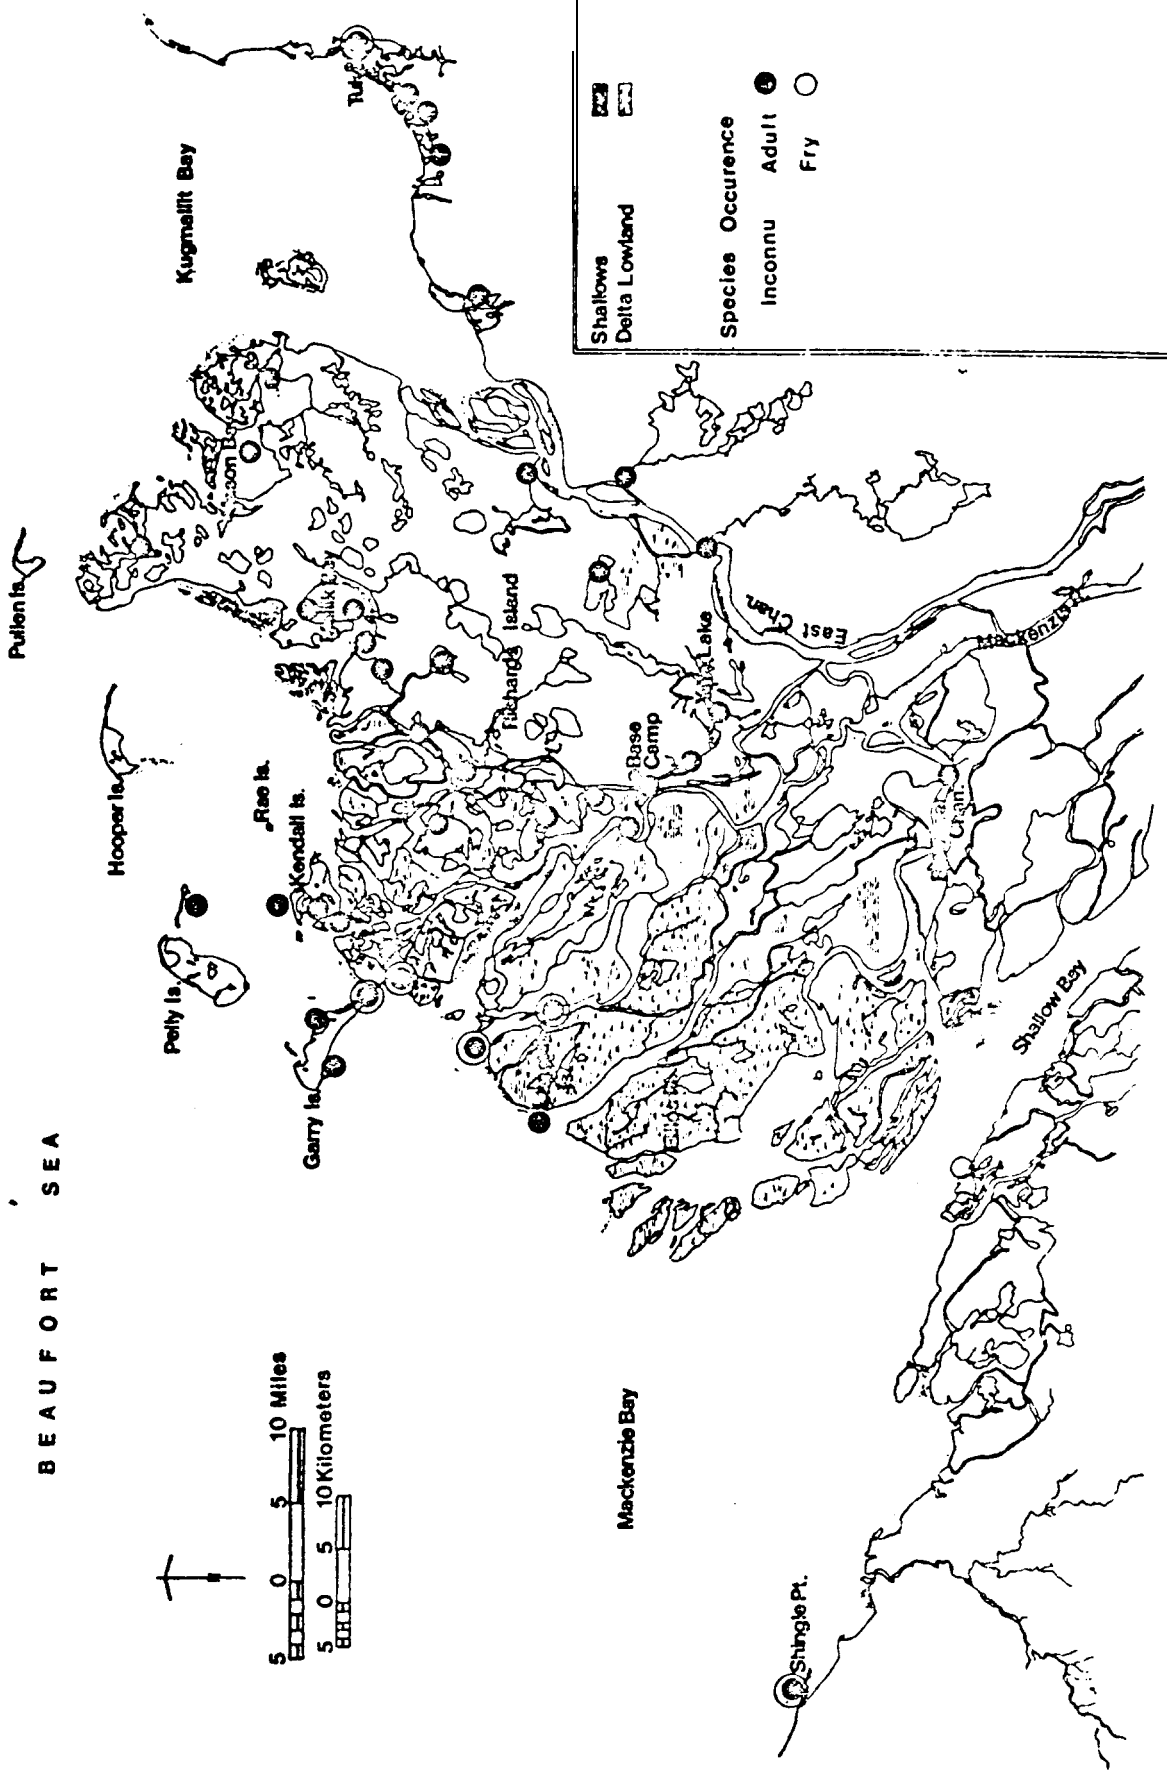 BEAUFORT SEA
Pullen Is.
Hooper Is.
Pelly Is.
Rae Is.
Kendall Is.
Garry Is.
Kugmallit Bay
Richards Island
Base
Camp
Lake
East Chan.
Mackenzie
Chan.
Shallow Bay
Mackenzie Bay
Shingle Pt.
5 0 5 10 Miles
5 0 5 10 Kilometers
Shallows
Delta Lowland
Species Occurence
Inconnu Adult
Fry